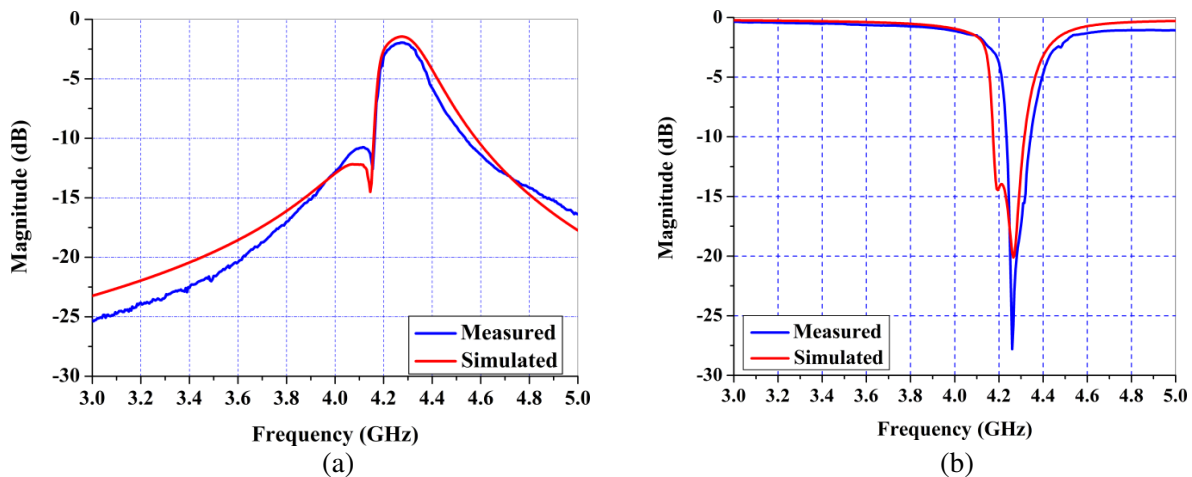 0
-5
-10
-15
-20
-25
-30
Magnitude (dB)
Measured
Simulated
3.0 3.2 3.4 3.6 3.8 4.0 4.2 4.4 4.6 4.8 5.0
Frequency (GHz)
(a)
0
-5
-10
-15
-20
-25
-30
Magnitude (dB)
Measured
Simulated
3.0 3.2 3.4 3.6 3.8 4.0 4.2 4.4 4.6 4.8 5.0
Frequency (GHz)
(b)